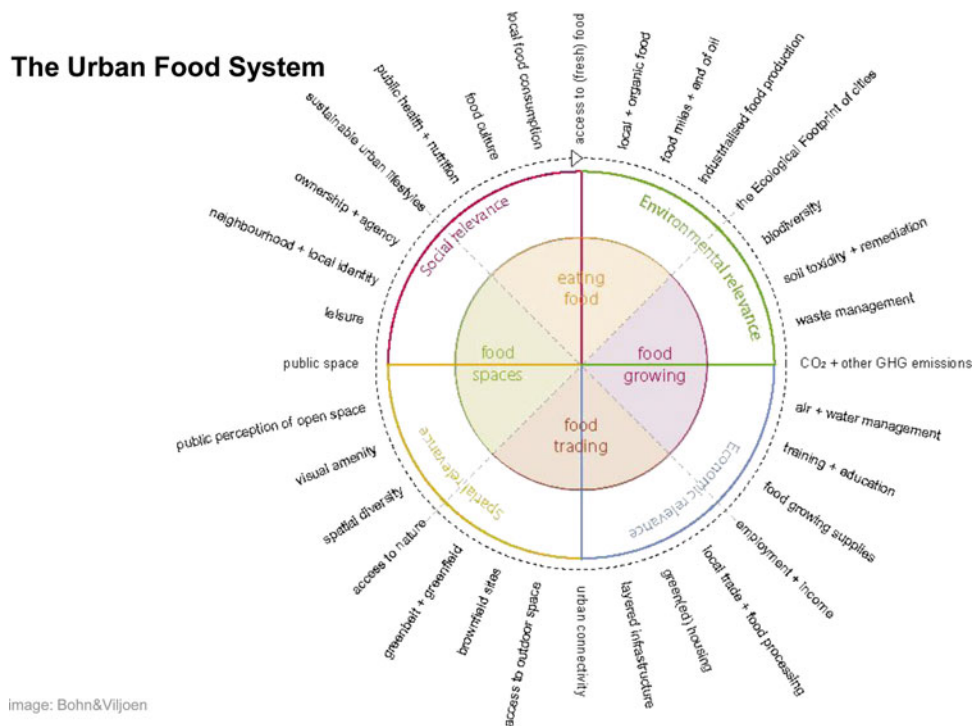 The Urban Food System
access to (fresh) food
local + organic food
food miles + end of oil
industrialised food production
the Ecological Footprint of cities
biodiversity
soil toxidity + remediation
waste management
CO₂ + other GHG emissions
air + water management
training + education
food growing supplies
employment + income
local trade + food processing
green(ed) housing
layered infrastructure
urban connectivity
access to outdoor space
brownfield sites
greenbelt + greenfield
access to nature
spatial diversity
visual amenity
public perception of open space
public space
leisure
neighbourhood + local identity
ownership + agency
sustainable urban lifestyles
public health + nutrition
food culture
local food consumption
Social relevance
Environmental relevance
Economic relevance
Spatial relevance
eating
food
food
growing
food
trading
food
spaces
image: Bohn&Viljoen